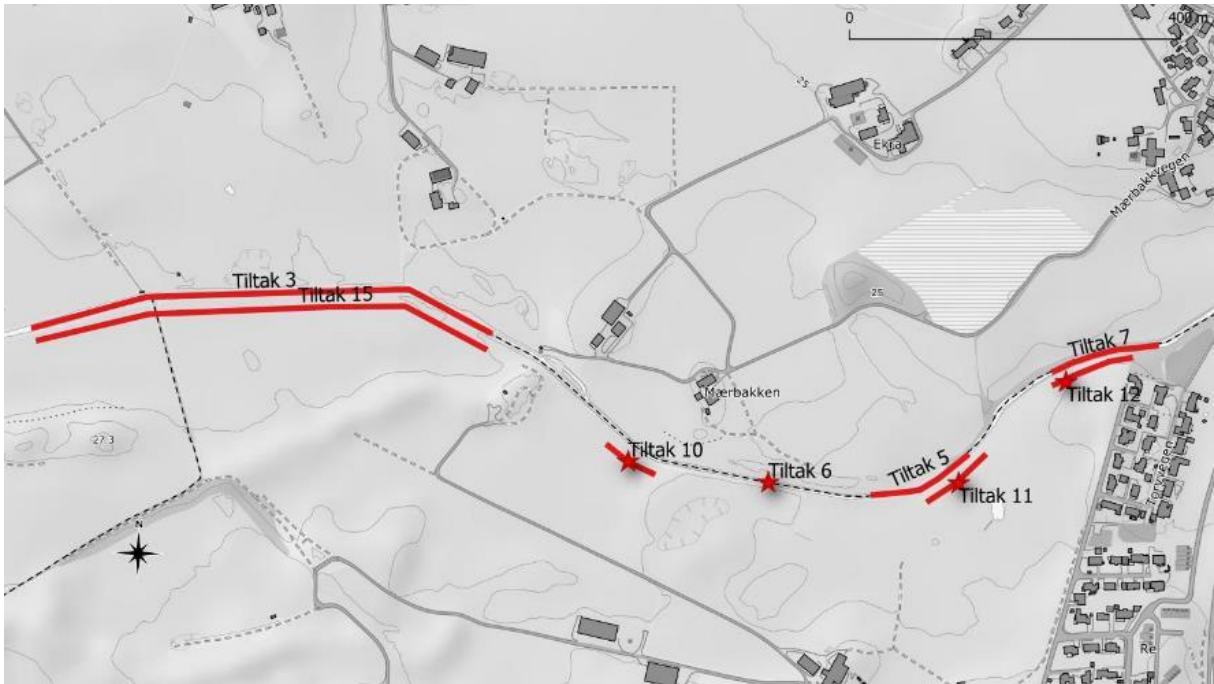 0
400 m
25
Ekra
Mærbakkvegen
Tiltak 3
Tiltak 15
25
Tiltak 7
Tiltak 12
Mærbakken
27.3
Tiltak 10
Tiltak 6
Tiltak 5
Tiltak 11
Torvvegen
N
Re